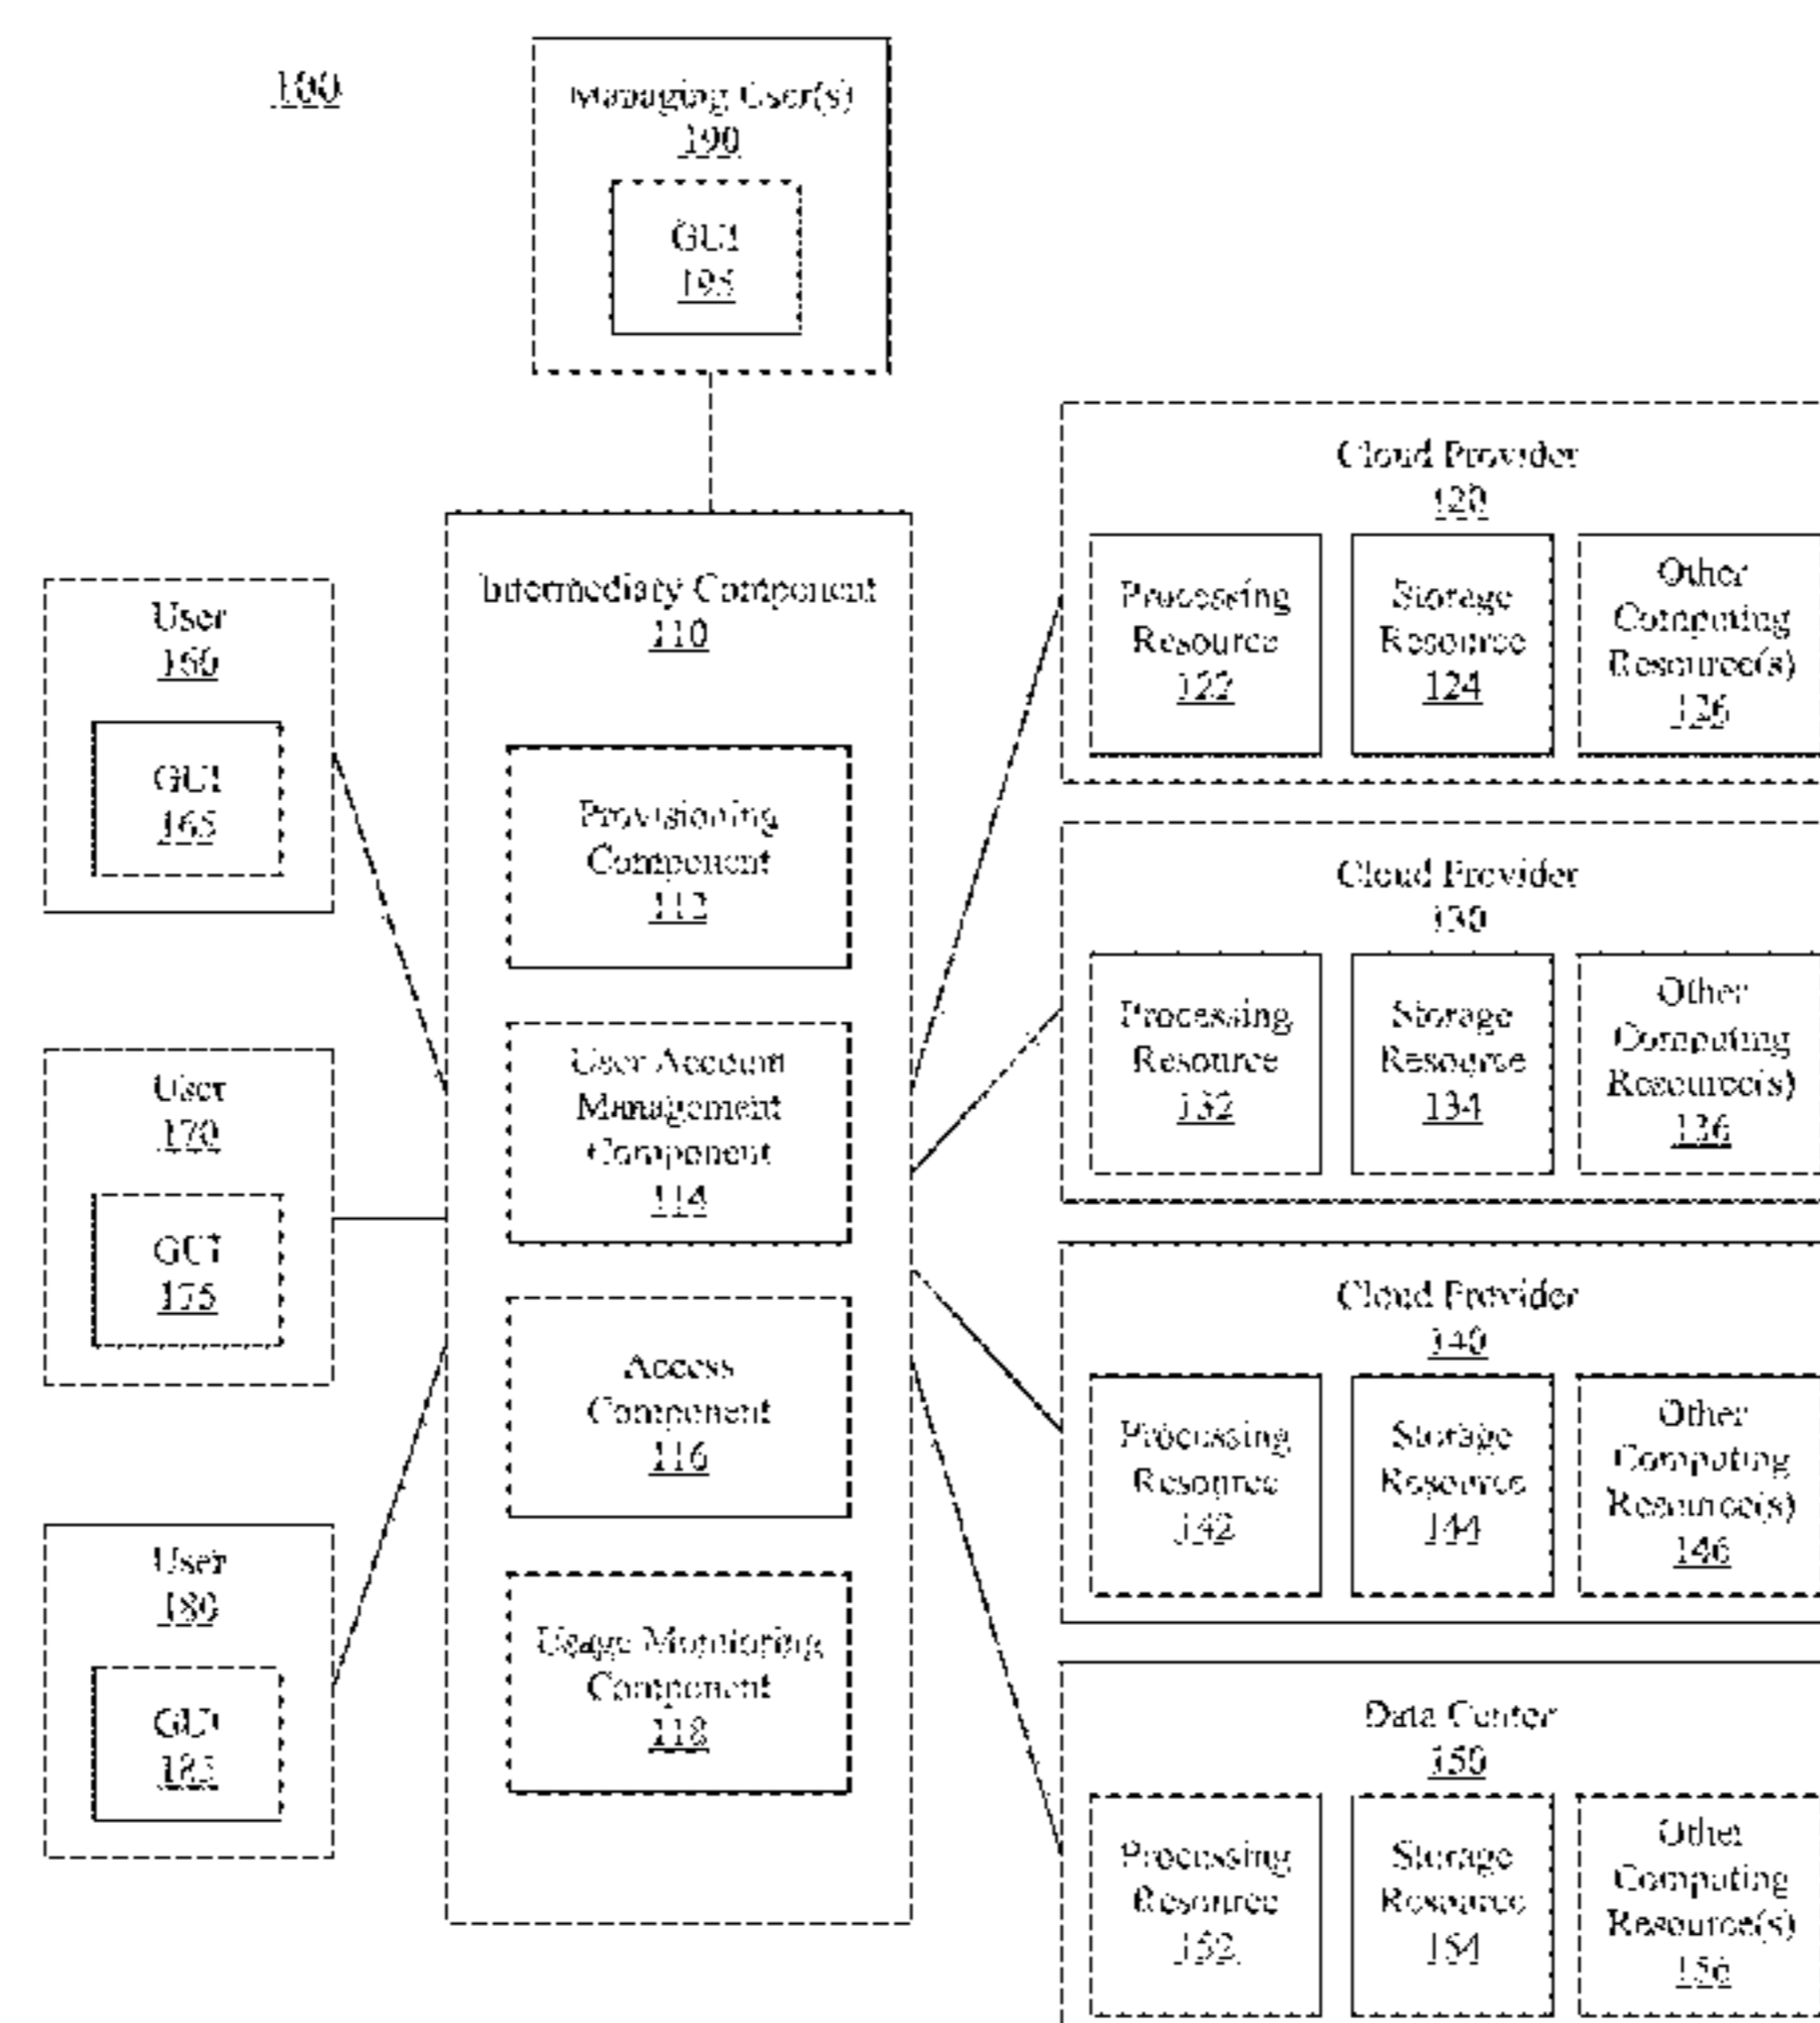 100
Managing User(s)
190
GUI
195
Cloud Provider
120
Processing
Resource
122
Storage
Resource
124
Other
Computing
Resource(s)
126
Intermediary Component
110
User
160
GUI
165
Provisioning
Component
112
Cloud Provider
130
Processing
Resource
132
Storage
Resource
134
Other
Computing
Resource(s)
136
User
170
GUI
175
User Account
Management
Component
114
Cloud Provider
140
Processing
Resource
142
Storage
Resource
144
Other
Computing
Resource(s)
146
Access
Component
116
User
180
GUI
185
Usage Monitoring
Component
118
Data Center
150
Processing
Resource
152
Storage
Resource
154
Other
Computing
Resource(s)
156